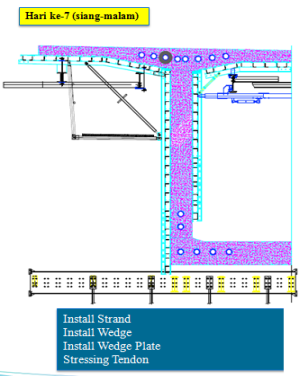 Hari ke-7 (siang-malam)
Install Strand
Install Wedge
Install Wedge Plate
Stressing Tendon